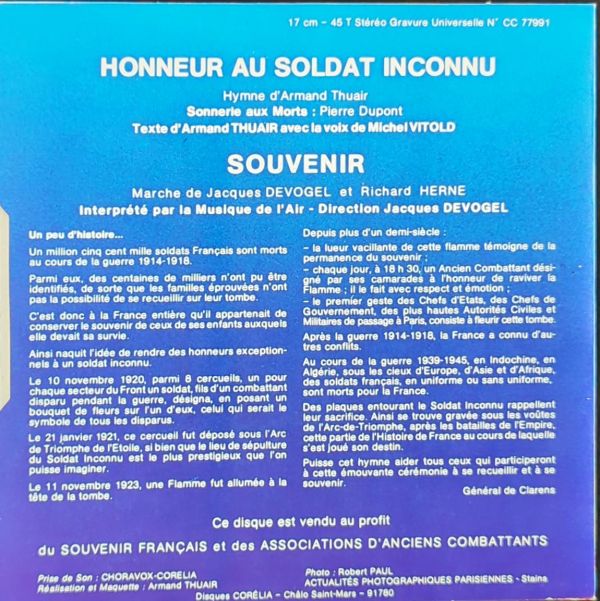 17 cm - 45 T Stéréo Gravure Universelle N° CC 77991
HONNEUR AU SOLDAT INCONNU
Hymne d'Armand Thuair
Sonnerie aux Morts : Pierre Dupont
Texte d'Armand THUAIR avec la voix de Michel VITOLD
SOUVENIR
Marche de Jacques DEVOGEL et Richard HERNE
Interprété par la Musique de l'Air - Direction Jacques DEVOGEL
Un peu d'histoire...
Un million cinq cent mille soldats Français sont morts
au cours de la guerre 1914-1918.
Parmi eux, des centaines de milliers n'ont pu être
identifiés, de sorte que les familles éprouvées n'ont
pas la possibilité de se recueillir sur leur tombe.
C'est donc à la France entière qu'il appartenait de
conserver le souvenir de ceux de ses enfants auxquels
elle devait sa survie.
Ainsi naquit l'idée de rendre des honneurs exception-
nels à un soldat inconnu.
Le 10 novembre 1920, parmi 8 cercueils, un pour
chaque secteur du Front un soldat, fils d'un combattant
disparu pendant la guerre, désigna, en posant un
bouquet de fleurs sur l'un d'eux, celui qui serait le
symbole de tous les disparus.
Le 21 janvier 1921, ce cercueil fut déposé sous l'Arc
de Triomphe de l'Etoile, si bien que le lieu de sépulture
du Soldat Inconnu est le plus prestigieux que l'on
puisse imaginer.
Le 11 novembre 1923, une Flamme fut allumée à la
tête de la tombe.
Depuis plus d'un demi-siècle :
- la lueur vacillante de cette flamme témoigne de la
permanence du souvenir ;
- chaque jour, à 18 h 30, un Ancien Combattant dési-
gné par ses camarades à l'honneur de raviver la
Flamme ; il le fait avec respect et émotion ;
- le premier geste des Chefs d'Etats, des Chefs de
Gouvernement, des plus hautes Autorités Civiles et
Militaires de passage à Paris, consiste à fleurir cette tombe.
Après la guerre 1914-1918, la France a connu d'au-
tres conflits.
Au cours de la guerre 1939-1945, en Indochine, en
Algérie, sous les cieux d'Europe, d'Asie et d'Afrique,
des soldats français, en uniforme ou sans uniforme,
sont morts pour la France.
Des plaques entourant le Soldat Inconnu rappellent
leur sacrifice. Ainsi se trouve gravée sous les voûtes
de l'Arc-de-Triomphe, après les batailles de l'Empire,
cette partie de l'Histoire de France au cours de laquelle
s'est joué son destin.
Puisse cet hymne aider tous ceux qui participeront
à cette émouvante cérémonie à se recueillir et à se
souvenir.
Général de Clarens
Ce disque est vendu au profit
du SOUVENIR FRANÇAIS et des ASSOCIATIONS D'ANCIENS COMBATTANTS
Prise de Son : CHORAVOX-CORELIA
Réalisation et Maquette : Armand THUAIR
Photo : Robert PAUL
ACTUALITÉS PHOTOGRAPHIQUES PARISIENNES - Stains
Disques CORÉLIA - Châlo Saint-Mars - 91780